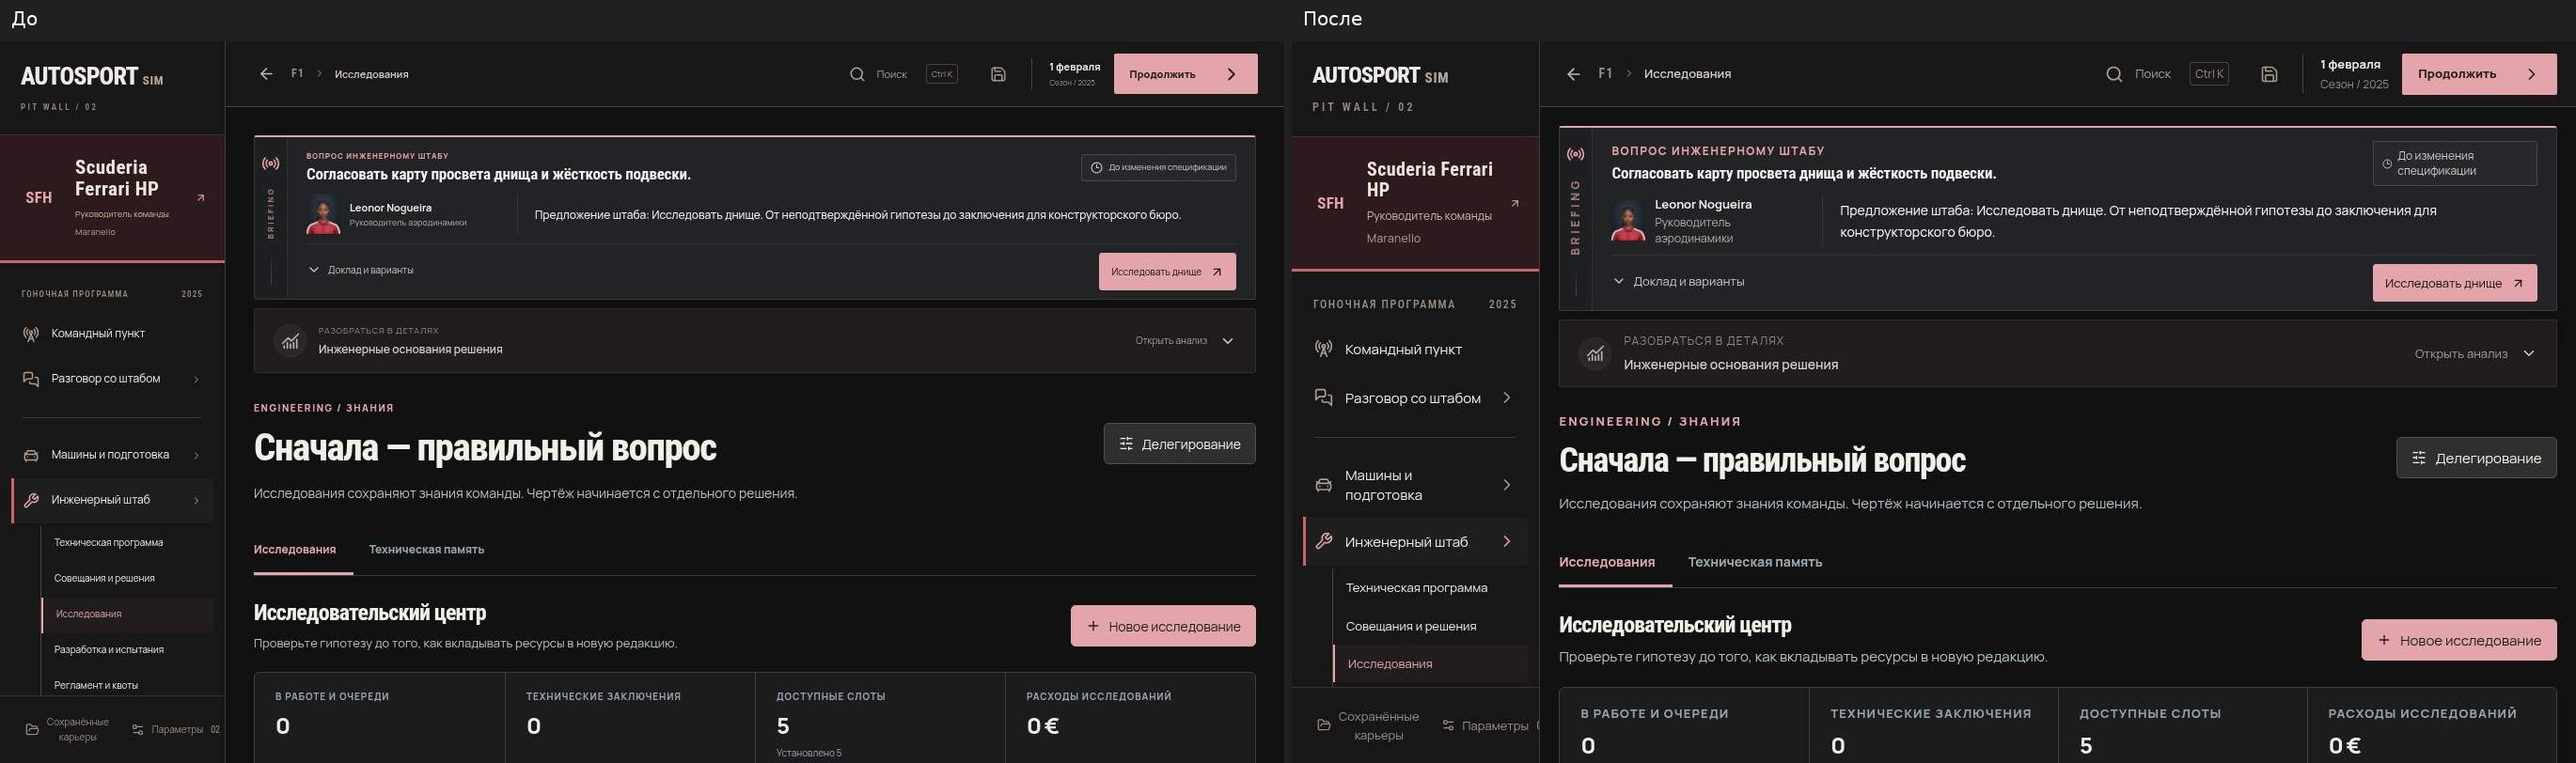 До
AUTOSPORT SIM
PIT WALL / 02
SFH
Scuderia
Ferrari HP
Руководитель команды
Maranello
ГОНОЧНАЯ ПРОГРАММА 2025
Командный пункт
Разговор со штабом
Машины и подготовка
Инженерный штаб
Техническая программа
Совещания и решения
Исследования
Разработка и испытания
Регламент и квоты
Сохранённые
карьеры
Параметры 02
F1 > Исследования
Поиск Ctrl K
1 февраля
Сезон / 2025
Продолжить
BRIEFING
ВОПРОС ИНЖЕНЕРНОМУ ШТАБУ
Согласовать карту просвета днища и жёсткость подвески.
До изменения спецификации
Leonor Nogueira
Руководитель аэродинамики
Предложение штаба: Исследовать днище. От неподтверждённой гипотезы до заключения для конструкторского бюро.
Доклад и варианты
Исследовать днище
РАЗОБРАТЬСЯ В ДЕТАЛЯХ
Инженерные основания решения
Открыть анализ
ENGINEERING / ЗНАНИЯ
Сначала — правильный вопрос
Делегирование
Исследования сохраняют знания команды. Чертёж начинается с отдельного решения.
Исследования
Техническая память
Исследовательский центр
Проверьте гипотезу до того, как вкладывать ресурсы в новую редакцию.
+ Новое исследование
В РАБОТЕ И ОЧЕРЕДИ
0
ТЕХНИЧЕСКИЕ ЗАКЛЮЧЕНИЯ
0
ДОСТУПНЫЕ СЛОТЫ
5
Установлено 5
РАСХОДЫ ИССЛЕДОВАНИЙ
0 €
После
AUTOSPORT SIM
PIT WALL / 02
SFH
Scuderia Ferrari
HP
Руководитель команды
Maranello
ГОНОЧНАЯ ПРОГРАММА 2025
Командный пункт
Разговор со штабом
Машины и
подготовка
Инженерный штаб
Техническая программа
Совещания и решения
Исследования
Сохранённые
карьеры
Параметры
F1 > Исследования
Поиск Ctrl K
1 февраля
Сезон / 2025
Продолжить
BRIEFING
ВОПРОС ИНЖЕНЕРНОМУ ШТАБУ
Согласовать карту просвета днища и жёсткость подвески.
До изменения
спецификации
Leonor Nogueira
Руководитель
аэродинамики
Предложение штаба: Исследовать днище. От неподтверждённой гипотезы до заключения для
конструкторского бюро.
Доклад и варианты
Исследовать днище
РАЗОБРАТЬСЯ В ДЕТАЛЯХ
Инженерные основания решения
Открыть анализ
ENGINEERING / ЗНАНИЯ
Сначала — правильный вопрос
Делегирование
Исследования сохраняют знания команды. Чертёж начинается с отдельного решения.
Исследования
Техническая память
Исследовательский центр
Проверьте гипотезу до того, как вкладывать ресурсы в новую редакцию.
+ Новое исследование
В РАБОТЕ И ОЧЕРЕДИ
0
ТЕХНИЧЕСКИЕ ЗАКЛЮЧЕНИЯ
0
ДОСТУПНЫЕ СЛОТЫ
5
РАСХОДЫ ИССЛЕДОВАНИЙ
0 €